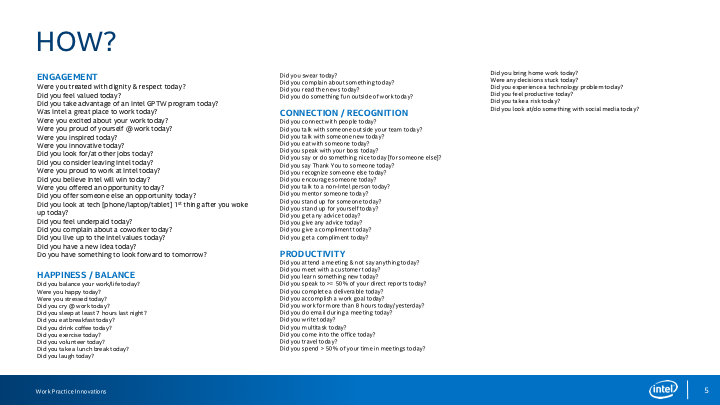 HOW?
ENGAGEMENT
Were you treated with dignity & respect today?
Did you feel valued today?
Did you take advantage of an Intel GPTW program today?
Was Intel a great place to work today?
Were you excited about your work today?
Were you proud of yourself @ work today?
Were you inspired today?
Were you innovative today?
Did you look for/at other jobs today?
Did you consider leaving Intel today?
Were you proud to work at Intel today?
Did you believe Intel will win today?
Were you offered an opportunity today?
Did you offer someone else an opportunity today?
Did you look at tech [phone/laptop/tablet] 1st thing after you woke
up today?
Did you feel underpaid today?
Did you complain about a coworker today?
Did you live up to the Intel values today?
Did you have a new idea today?
Do you have something to look forward to tomorrow?
HAPPINESS / BALANCE
Did you balance your work/life today?
Were you happy today?
Were you stressed today?
Did you cry @ work today?
Did you sleep at least 7 hours last night?
Did you eat breakfast today?
Did you drink coffee today?
Did you exercise today?
Did you volunteer today?
Did you take a lunch break today?
Did you laugh today?
Did you swear today?
Did you complain about something today?
Did you read the news today?
Did you do something fun outside of work today?
CONNECTION / RECOGNITION
Did you connect with people today?
Did you talk with someone outside your team today?
Did you talk with someone new today?
Did you eat with someone today?
Did you speak with your boss today?
Did you say or do something nice today [for someone else]?
Did you say Thank You to someone today?
Did you recognize someone else today?
Did you encourage someone today?
Did you talk to a non-Intel person today?
Did you mentor someone today?
Did you stand up for someone today?
Did you stand up for yourself today?
Did you get any advice today?
Did you give any advice today?
Did you give a compliment today?
Did you get a compliment today?
PRODUCTIVITY
Did you attend a meeting & not say anything today?
Did you meet with a customer today?
Did you learn something new today?
Did you speak to >= 50% of your direct reports today?
Did you complete a deliverable today?
Did you accomplish a work goal today?
Did you work for more than 8 hours today/yesterday?
Did you do email during a meeting today?
Did you write today?
Did you multitask today?
Did you come into the office today?
Did you travel today?
Did you spend > 50% of your time in meetings today?
Did you bring home work today?
Were any decisions stuck today?
Did you experience a technology problem today?
Did you feel productive today?
Did you take a risk today?
Did you look at/do something with social media today?
Work Practice Innovations
intel
5